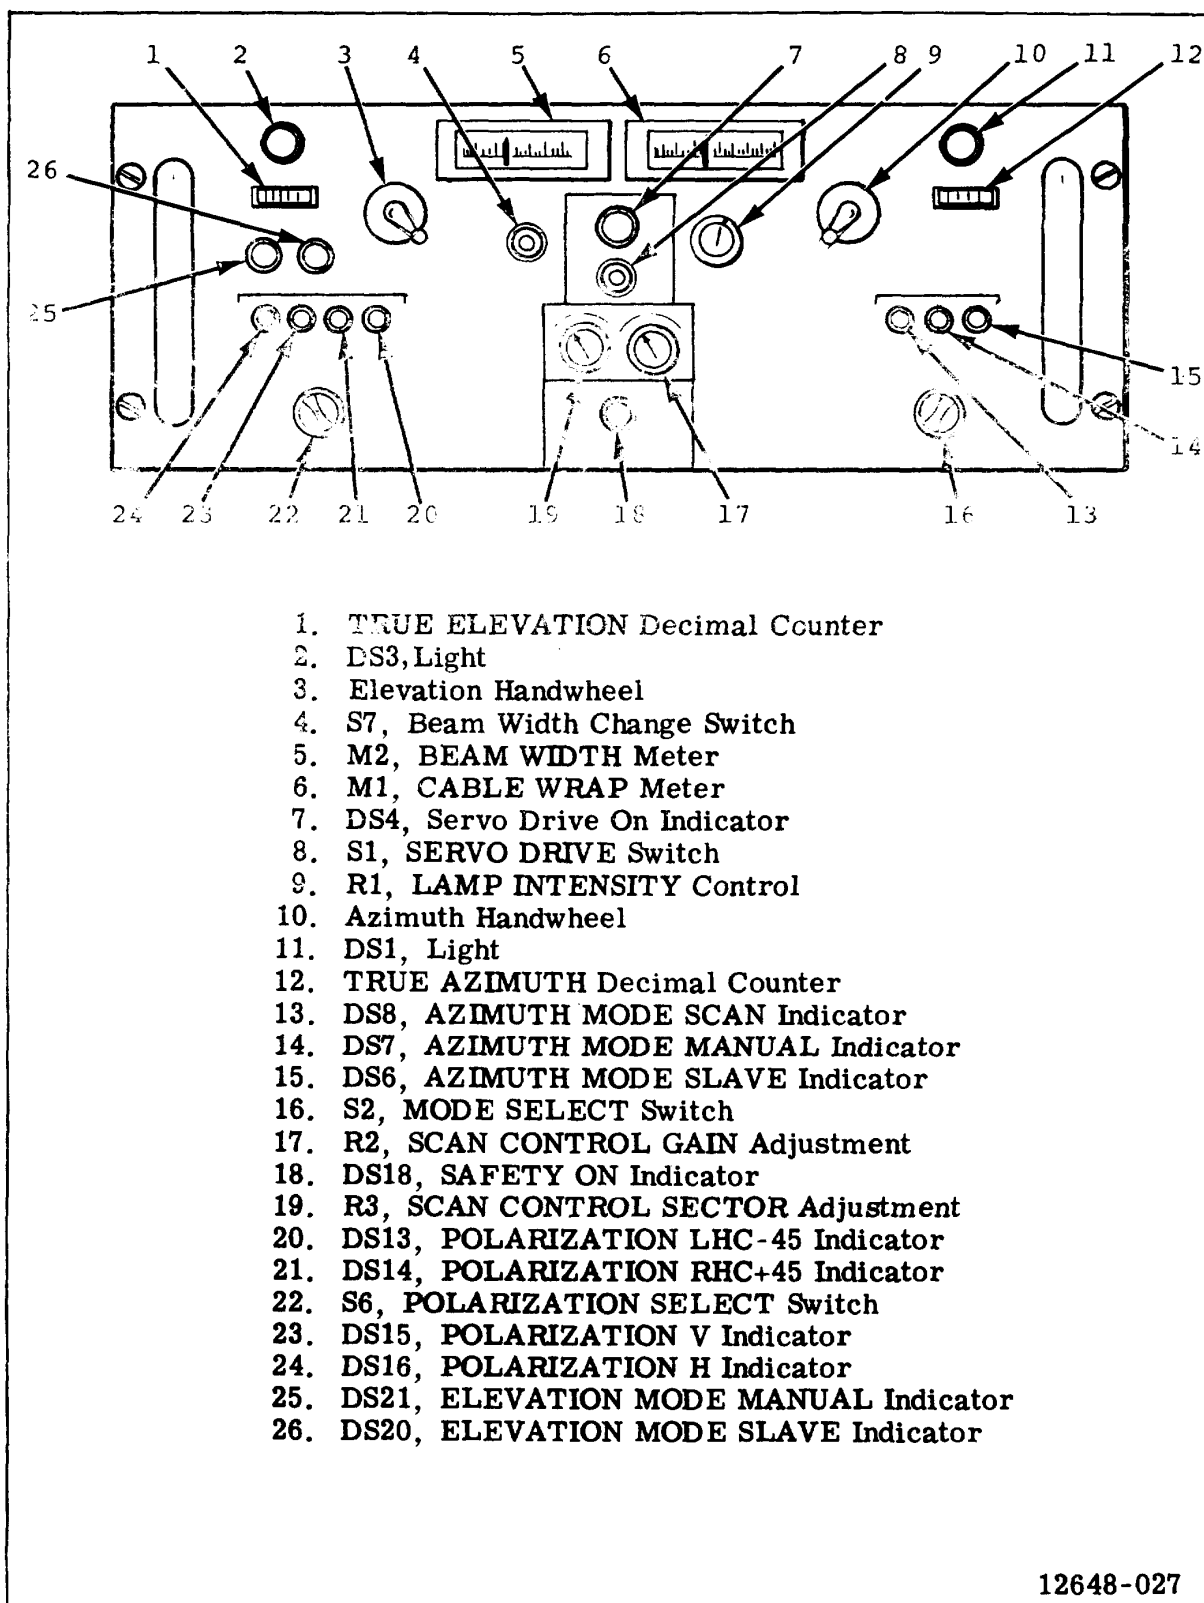 1 2 3 4 5 6 7 8 9 10 11 12
26
25
15
14
24 23 22 21 20 19 18 17 16 13
1. TRUE ELEVATION Decimal Counter
2. DS3, Light
3. Elevation Handwheel
4. S7, Beam Width Change Switch
5. M2, BEAM WIDTH Meter
6. M1, CABLE WRAP Meter
7. DS4, Servo Drive On Indicator
8. S1, SERVO DRIVE Switch
9. R1, LAMP INTENSITY Control
10. Azimuth Handwheel
11. DS1, Light
12. TRUE AZIMUTH Decimal Counter
13. DS8, AZIMUTH MODE SCAN Indicator
14. DS7, AZIMUTH MODE MANUAL Indicator
15. DS6, AZIMUTH MODE SLAVE Indicator
16. S2, MODE SELECT Switch
17. R2, SCAN CONTROL GAIN Adjustment
18. DS18, SAFETY ON Indicator
19. R3, SCAN CONTROL SECTOR Adjustment
20. DS13, POLARIZATION LHC-45 Indicator
21. DS14, POLARIZATION RHC+45 Indicator
22. S6, POLARIZATION SELECT Switch
23. DS15, POLARIZATION V Indicator
24. DS16, POLARIZATION H Indicator
25. DS21, ELEVATION MODE MANUAL Indicator
26. DS20, ELEVATION MODE SLAVE Indicator
12648-027